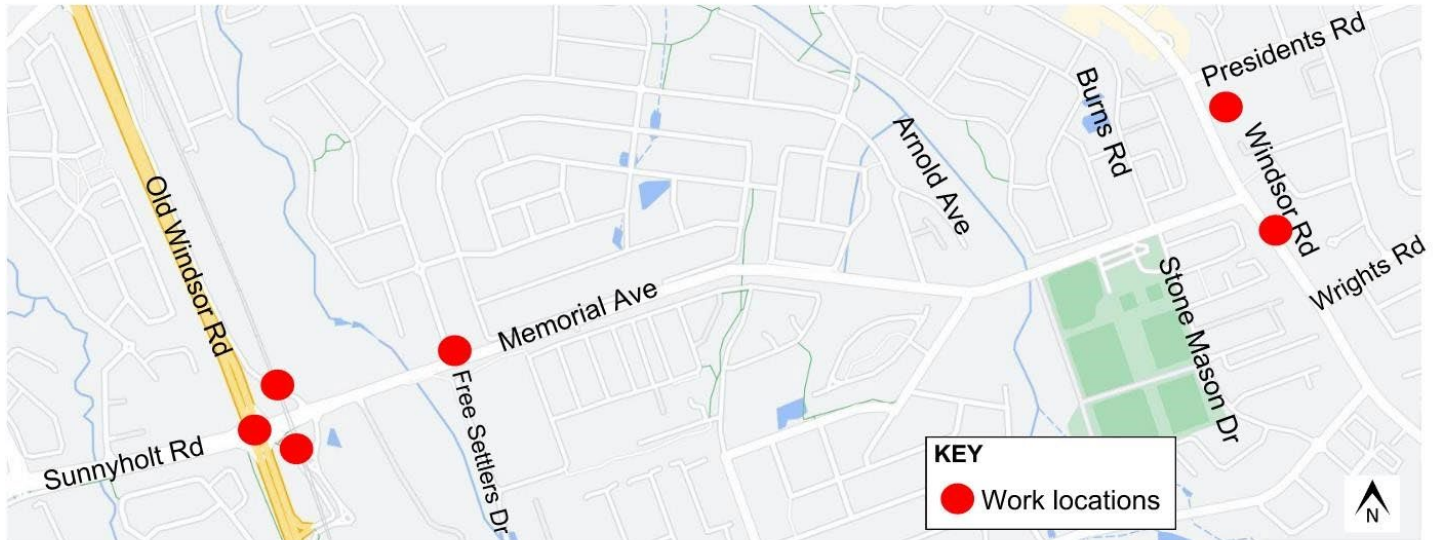 Presidents Rd
Burns Rd
Windsor Rd
Arnold Ave
Old Windsor Rd
Wrights Rd
Stone Mason Dr
Memorial Ave
Free Settlers Dr
Sunnyholt Rd
KEY
Work locations
N